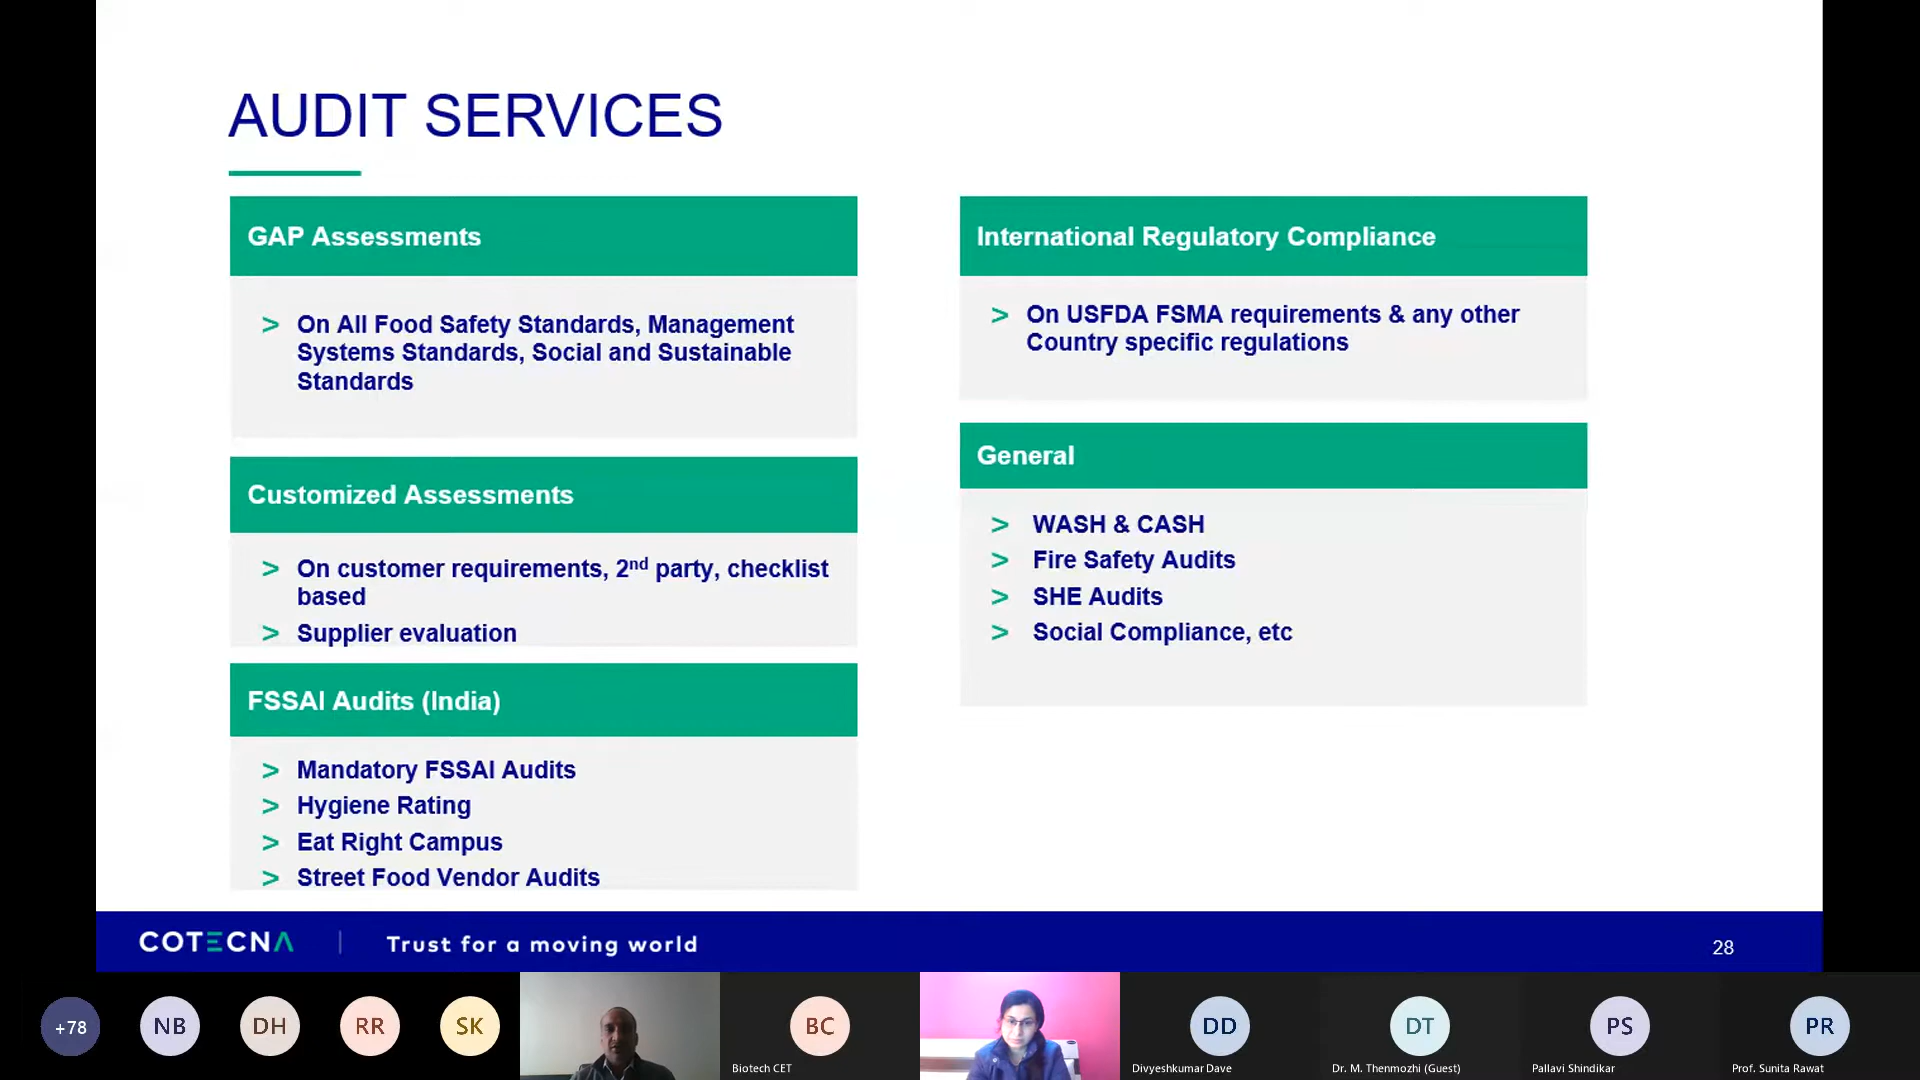 AUDIT SERVICES
GAP Assessments
> On All Food Safety Standards, Management
Systems Standards, Social and Sustainable
Standards
Customized Assessments
> On customer requirements, 2nd party, checklist
based
> Supplier evaluation
FSSAI Audits (India)
> Mandatory FSSAI Audits
> Hygiene Rating
> Eat Right Campus
> Street Food Vendor Audits
International Regulatory Compliance
> On USFDA FSMA requirements & any other
Country specific regulations
General
> WASH & CASH
> Fire Safety Audits
> SHE Audits
> Social Compliance, etc
COTECNA | Trust for a moving world
28
+78
NB
DH
RR
SK
BC
Biotech CET
DD
Divyeshkumar Dave
DT
Dr. M. Thenmozhi (Guest)
PS
Pallavi Shindikar
PR
Prof. Sunita Rawat